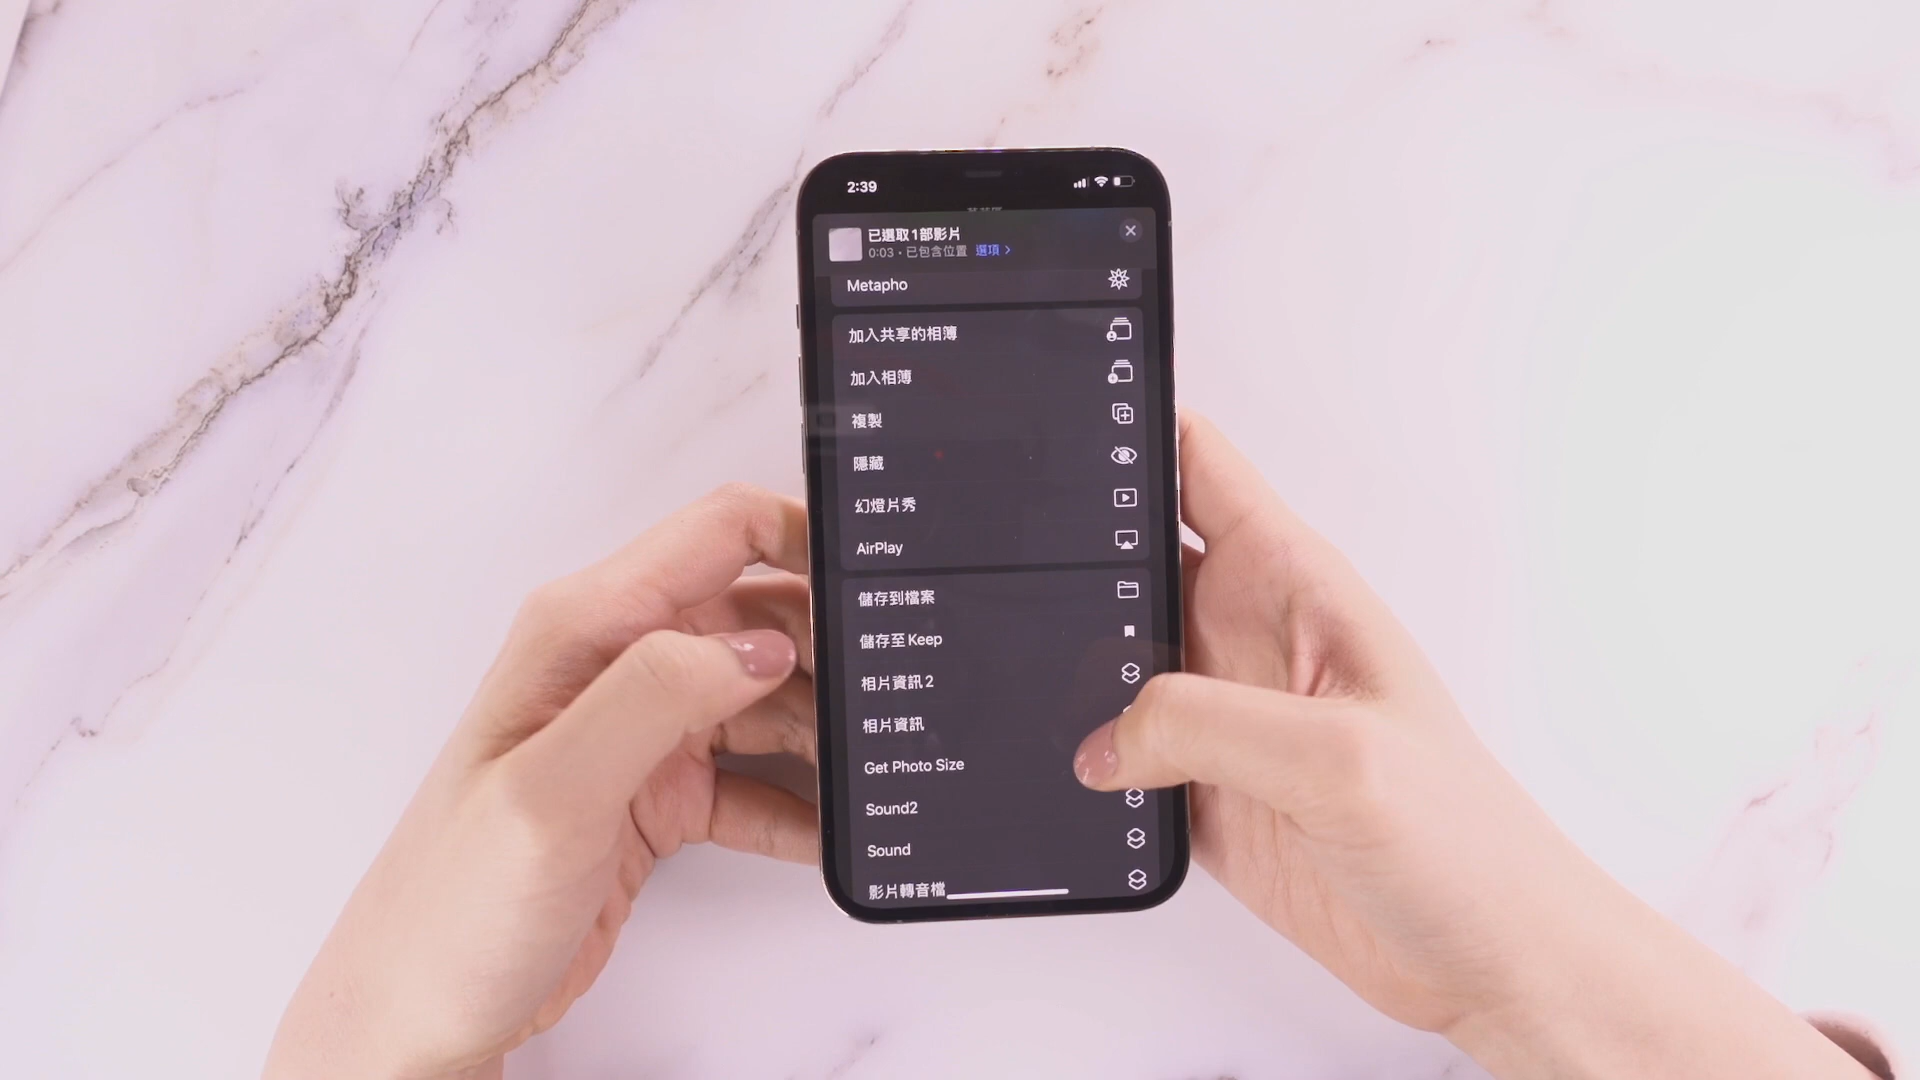 2:39
已選取1部影片
0:03・已包含位置 選項 >
Metapho
加入共享的相簿
加入相簿
複製
隱藏
幻燈片秀
AirPlay
儲存到檔案
儲存至 Keep
相片資訊 2
相片資訊
Get Photo Size
Sound2
Sound
影片轉音檔